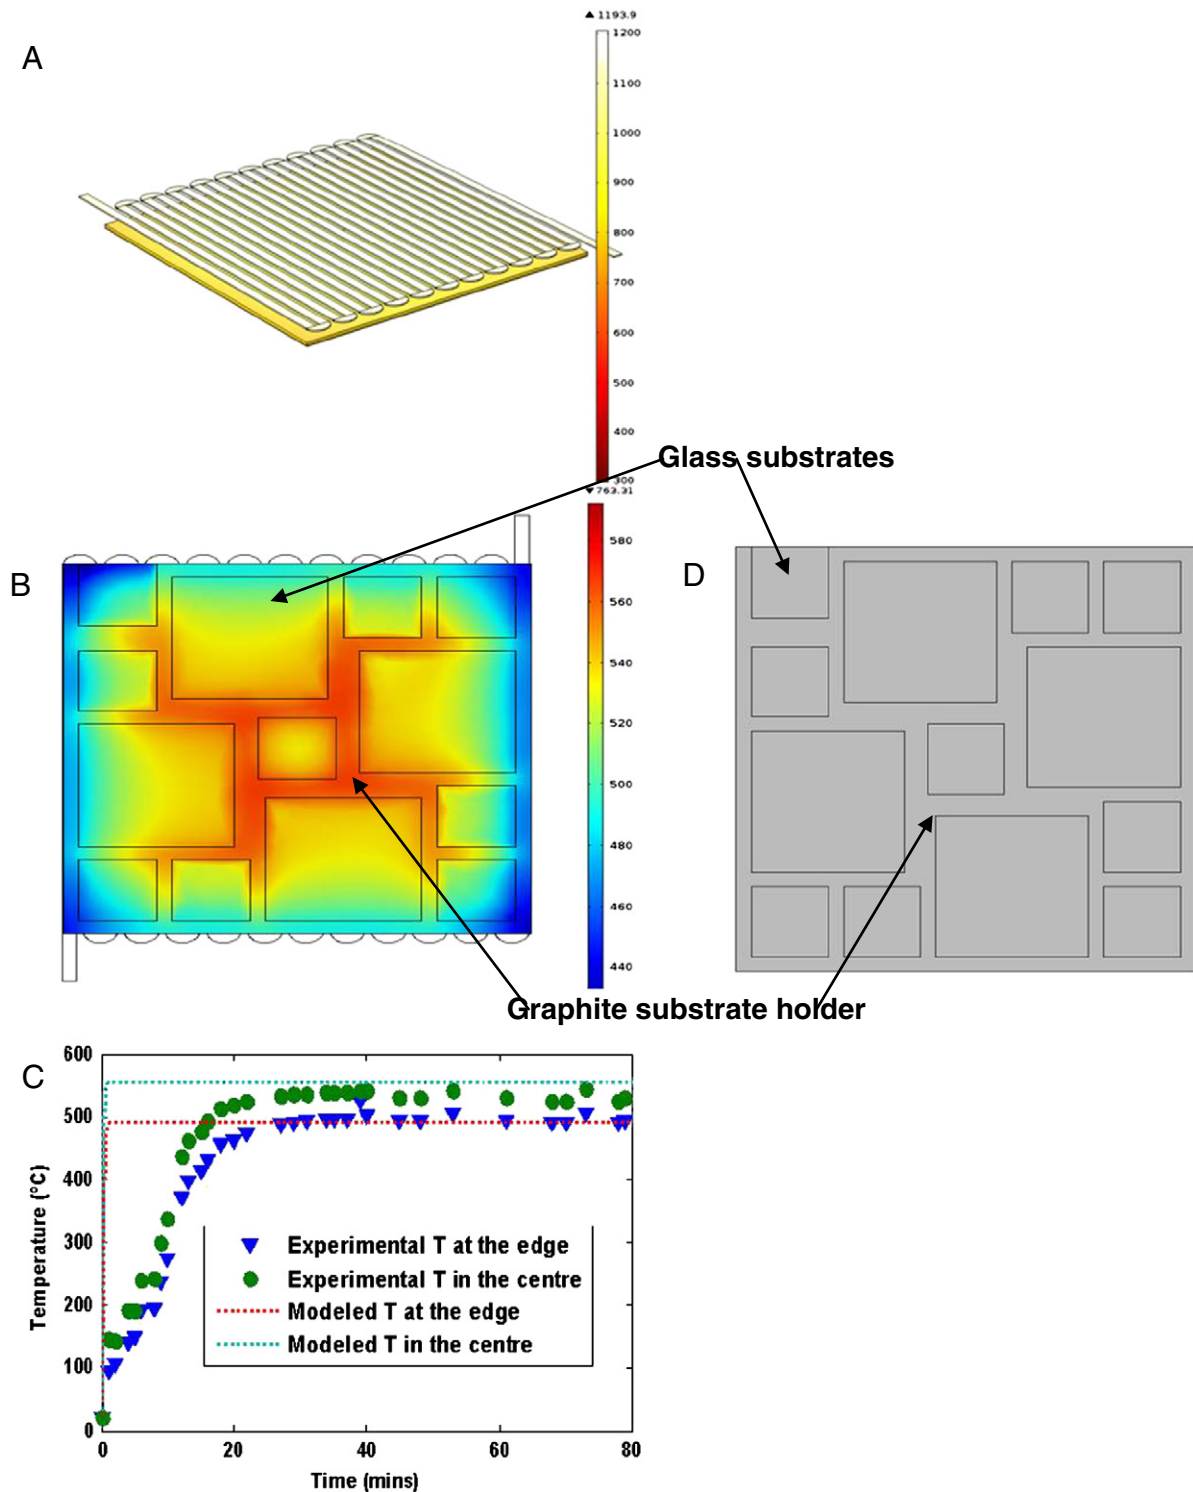 A
▲ 1193.9
1200
1100
1000
900
800
700
600
500
400
300
▼ 763.31
Glass substrates
B
580
560
540
520
500
480
460
440
D
Graphite substrate holder
C
600
500
400
300
200
100
0
Temperature (°C)
Experimental T at the edge
Experimental T in the centre
Modeled T at the edge
Modeled T in the centre
0 20 40 60 80
Time (mins)